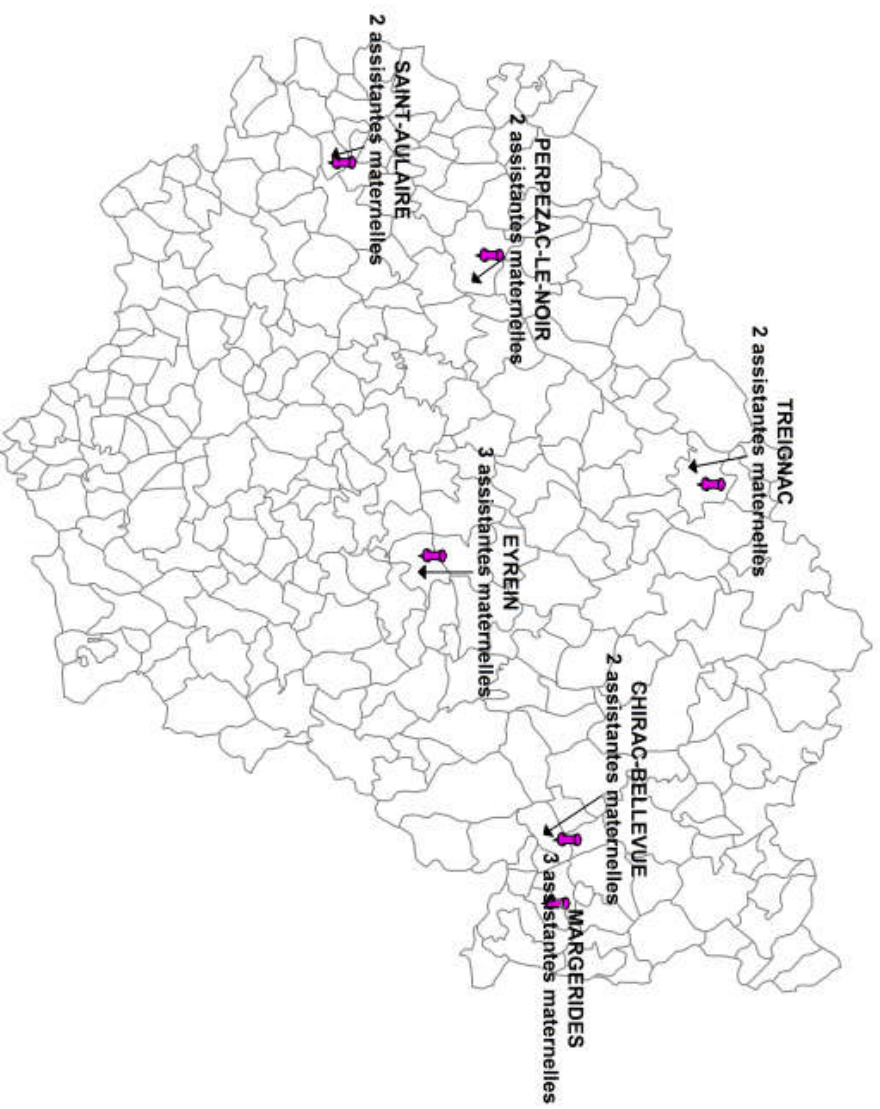 TREIGNAC
2 assistantes maternelles
CHIRAC-BELLEVUE
2 assistantes maternelles
MARGERIDES
3 assistantes maternelles
PERPEZAC-LE-NOIR
2 assistantes maternelles
EYREIN
3 assistantes maternelles
SAINT-AULAIRE
2 assistantes maternelles